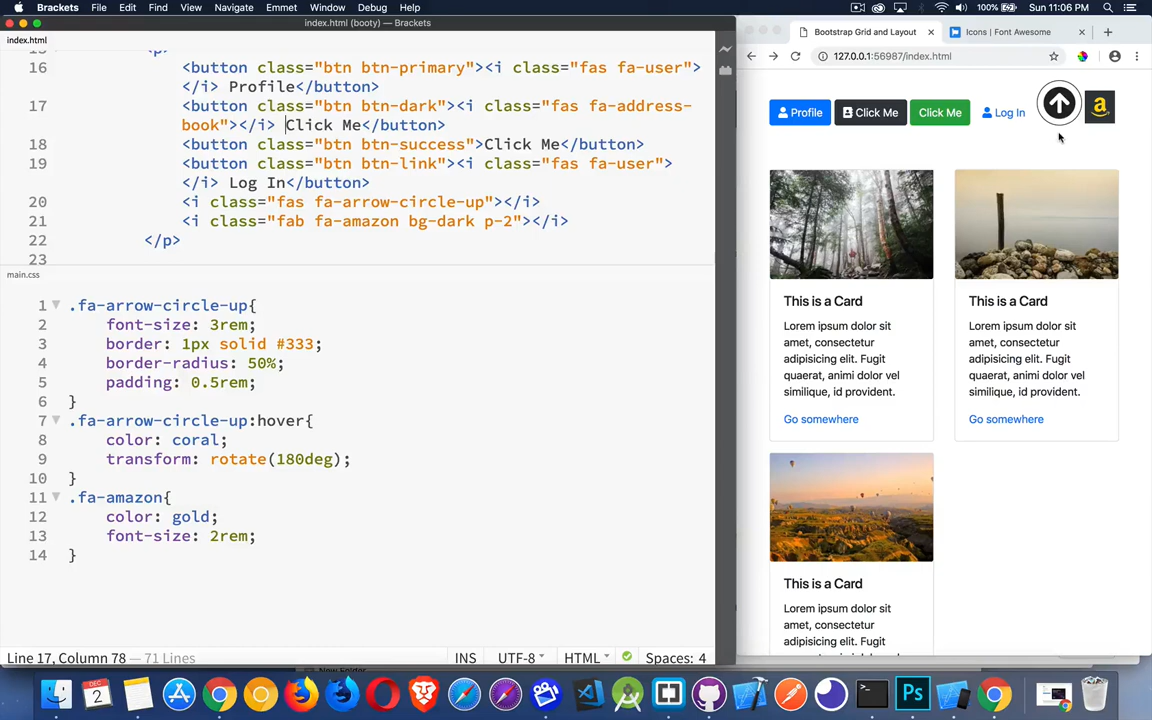 Brackets File Edit Find View Navigate Emmet Window Debug Help 100% Sun 11:06 PM
index.html (booty) — Brackets
index.html
16 <button class="btn btn-primary"><i class="fas fa-user">
</i> Profile</button>
17 <button class="btn btn-dark"><i class="fas fa-address-
book"></i> Click Me</button>
18 <button class="btn btn-success">Click Me</button>
19 <button class="btn btn-link"><i class="fas fa-user">
</i> Log In</button>
20 <i class="fas fa-arrow-circle-up"></i>
21 <i class="fab fa-amazon bg-dark p-2"></i>
22 </p>
23
main.css
1 .fa-arrow-circle-up{
2 font-size: 3rem;
3 border: 1px solid #333;
4 border-radius: 50%;
5 padding: 0.5rem;
6 }
7 .fa-arrow-circle-up:hover{
8 color: coral;
9 transform: rotate(180deg);
10 }
11 .fa-amazon{
12 color: gold;
13 font-size: 2rem;
14 }
Line 17, Column 78 — 71 Lines INS UTF-8 HTML Spaces: 4
Bootstrap Grid and Layout
Icons | Font Awesome
127.0.0.1:56987/index.html
Profile Click Me Click Me Log In
This is a Card
Lorem ipsum dolor sit
amet, consectetur
adipisicing elit. Fugit
quaerat, animi dolor vel
similique, id provident.
Go somewhere
This is a Card
Lorem ipsum dolor sit
amet, consectetur
adipisicing elit. Fugit
quaerat, animi dolor vel
similique, id provident.
Go somewhere
This is a Card
Lorem ipsum dolor sit
amet, consectetur
adipisicing elit. Fugit
DEC
2
Ps